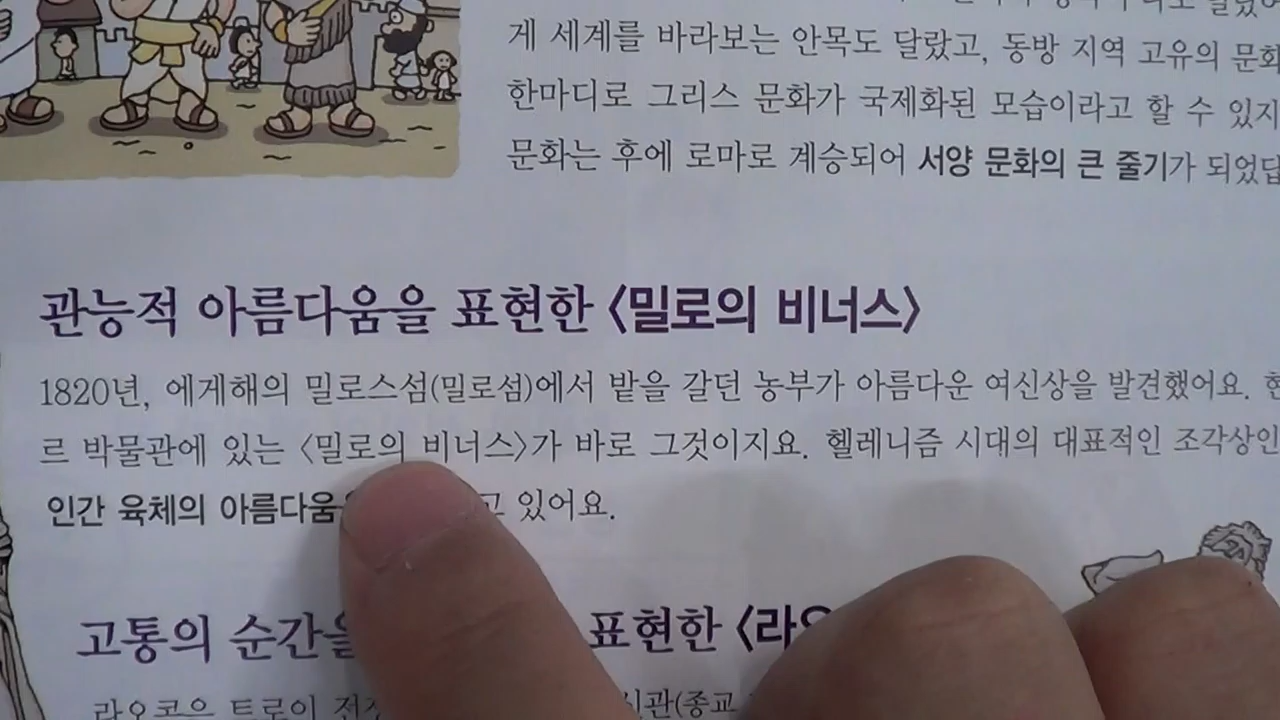 게 세계를 바라보는 안목도 달랐고, 동방 지역 고유의 문화
한마디로 그리스 문화가 국제화된 모습이라고 할 수 있지
문화는 후에 로마로 계승되어 서양 문화의 큰 줄기가 되었답
관능적 아름다움을 표현한 〈밀로의 비너스〉
1820년, 에게해의 밀로스섬(밀로섬)에서 밭을 갈던 농부가 아름다운 여신상을 발견했어요.
르 박물관에 있는 〈밀로의 비너스〉가 바로 그것이지요. 헬레니즘 시대의 대표적인 조각상인
인간 육체의 아름다움 있어요.
고통의 순간을 표현한
라오콘은 트로이